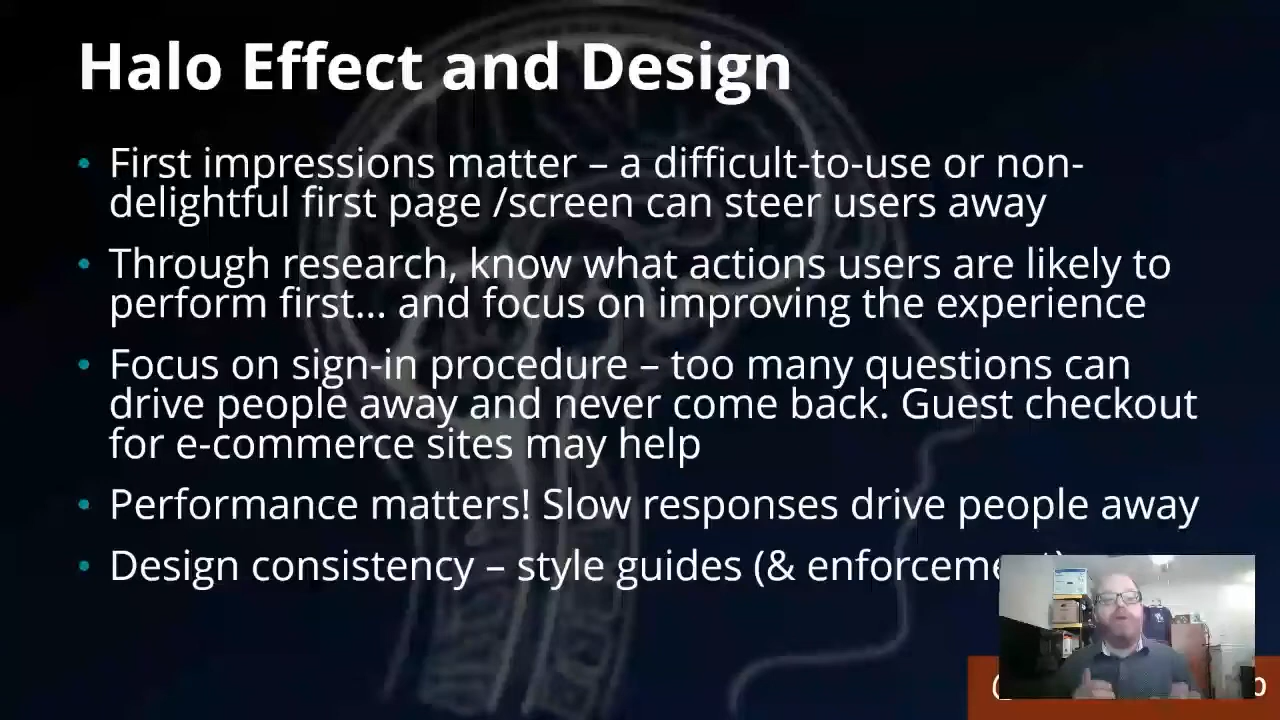 Halo Effect and Design
• First impressions matter – a difficult-to-use or non-
delightful first page /screen can steer users away
• Through research, know what actions users are likely to
perform first... and focus on improving the experience
• Focus on sign-in procedure – too many questions can
drive people away and never come back. Guest checkout
for e-commerce sites may help
• Performance matters! Slow responses drive people away
• Design consistency – style guides (&